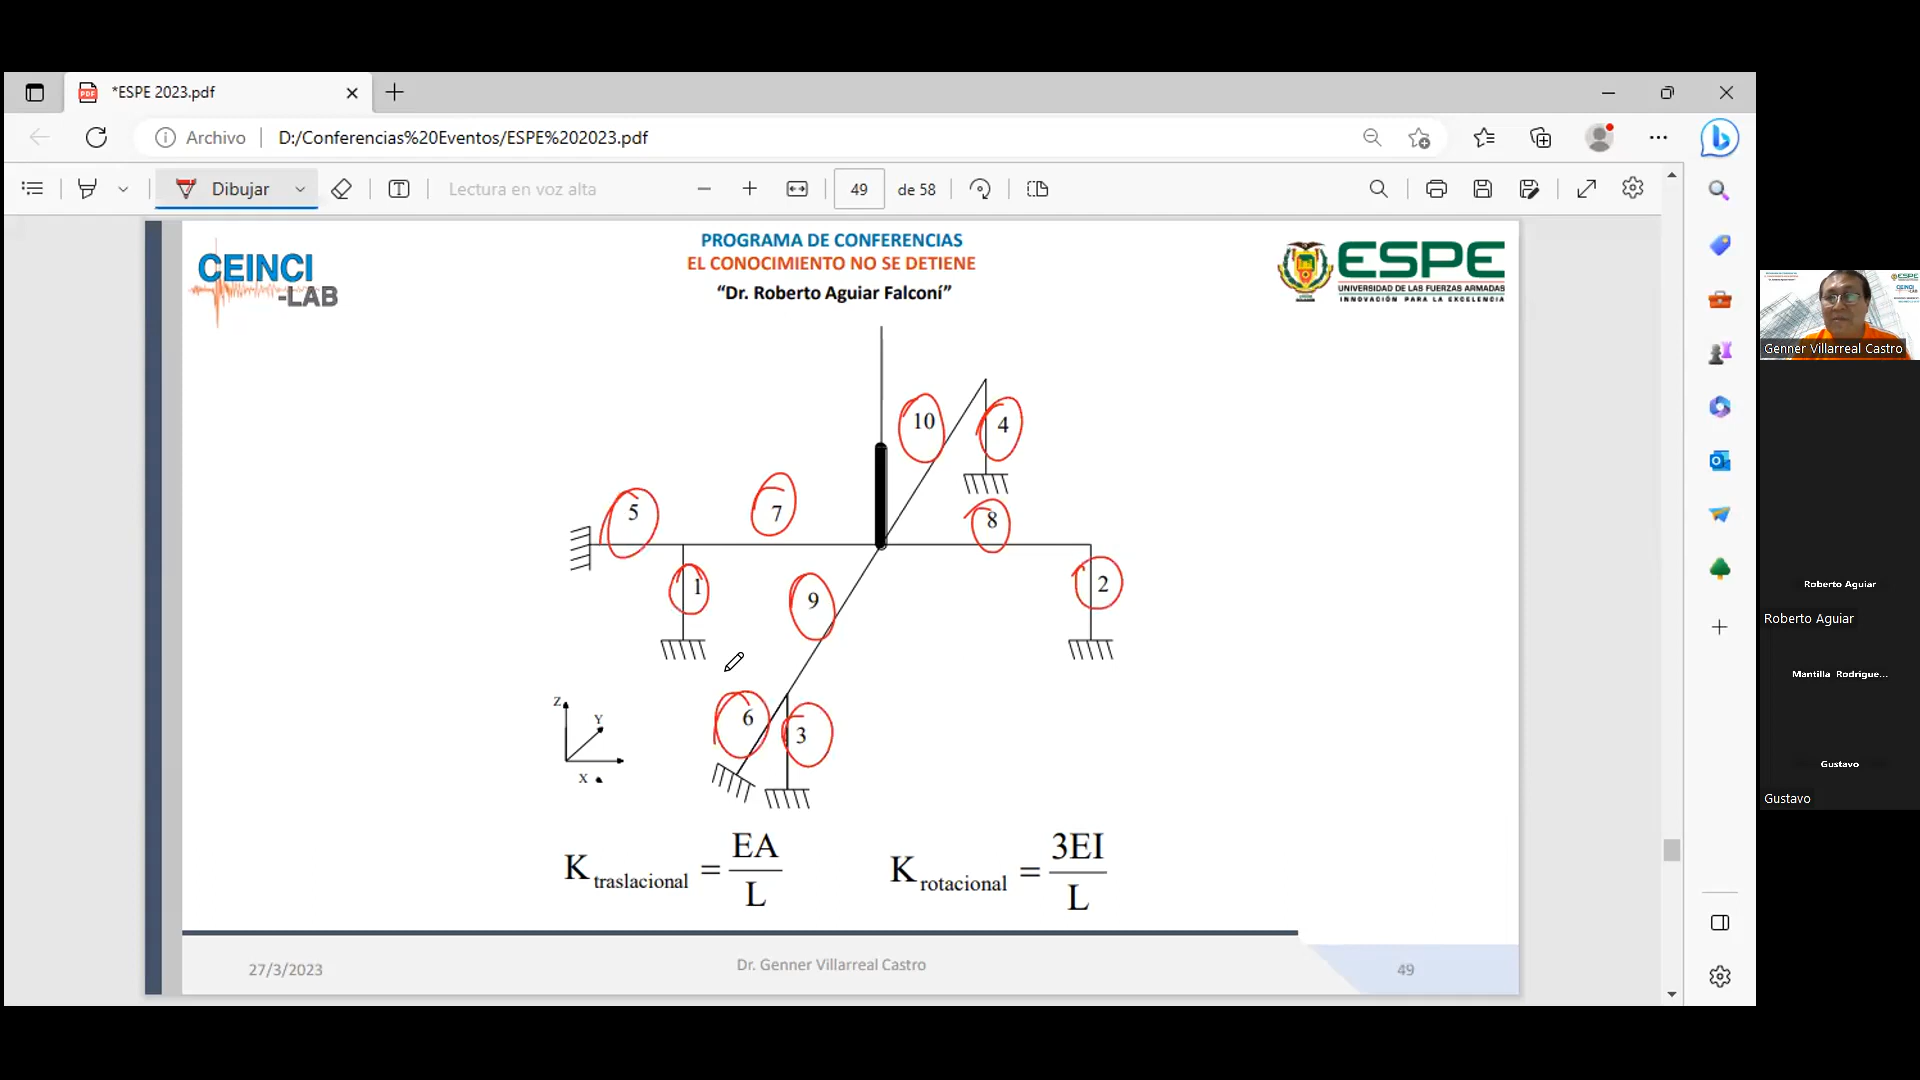 *ESPE 2023.pdf
Archivo
D:/Conferencias%20Eventos/ESPE%202023.pdf
Dibujar
Lectura en voz alta
49
de 58
CEINCI
-LAB
PROGRAMA DE CONFERENCIAS
EL CONOCIMIENTO NO SE DETIENE
“Dr. Roberto Aguiar Falconí”
ESPE
UNIVERSIDAD DE LAS FUERZAS ARMADAS
INNOVACIÓN PARA LA EXCELENCIA
10
4
5
7
8
1
9
2
6
3
Z
Y
X
K traslacional = EA / L
K rotacional = 3EI / L
27/3/2023
Dr. Genner Villarreal Castro
49
Genner Villarreal Castro
Roberto Aguiar
Roberto Aguiar
Mantilla Rodrigue...
Gustavo
Gustavo